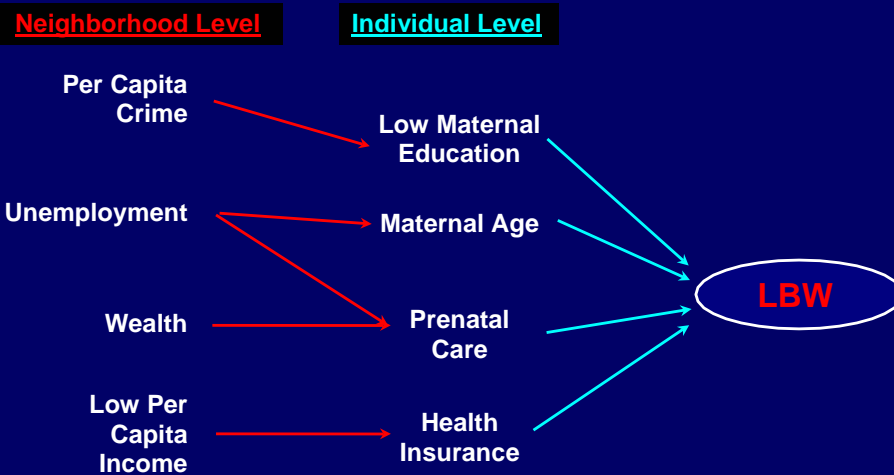 Neighborhood Level
Individual Level
Per Capita
Crime
Low Maternal
Education
Unemployment
Maternal Age
LBW
Wealth
Prenatal
Care
Low Per
Capita
Income
Health
Insurance